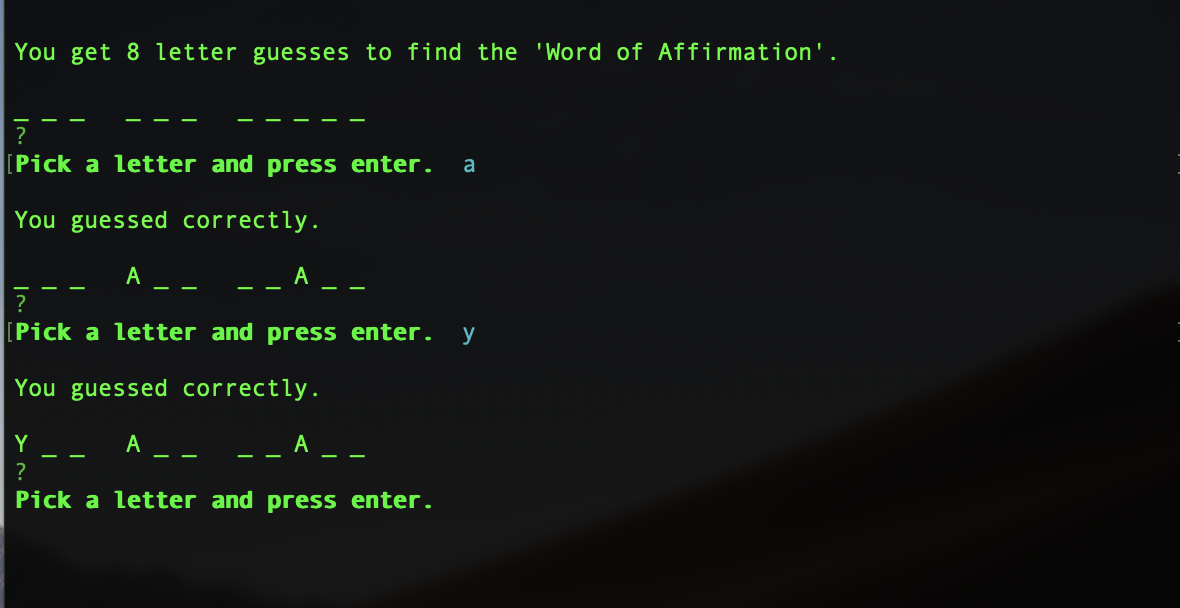 You get 8 letter guesses to find the 'Word of Affirmation'.
_ _ _   _ _ _   _ _ _ _ _
?
[Pick a letter and press enter.  a ]
You guessed correctly.
_ _ _   A _ _   _ _ A _ _
?
[Pick a letter and press enter.  y ]
You guessed correctly.
Y _ _   A _ _   _ _ A _ _
?
Pick a letter and press enter.